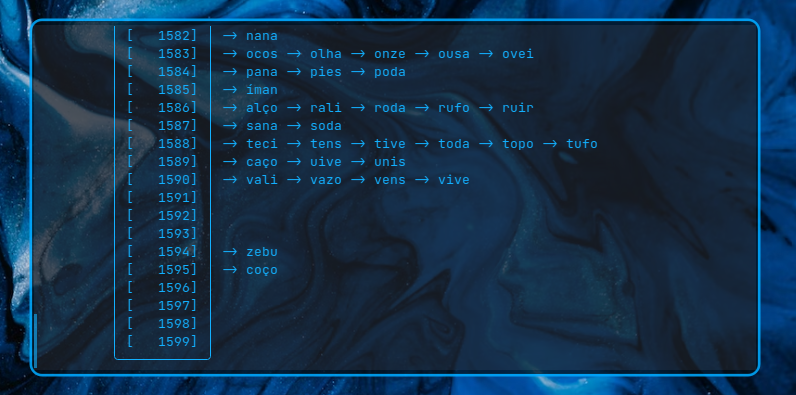 [   1582]  -> nana
[   1583]  -> ocos -> olha -> onze -> ousa -> ovei
[   1584]  -> pana -> pies -> poda
[   1585]  -> íman
[   1586]  -> alço -> rali -> roda -> rufo -> ruir
[   1587]  -> sana -> soda
[   1588]  -> teci -> tens -> tive -> toda -> topo -> tufo
[   1589]  -> caço -> uive -> unis
[   1590]  -> vali -> vazo -> vens -> vive
[   1591]
[   1592]
[   1593]
[   1594]  -> zebu
[   1595]  -> coço
[   1596]
[   1597]
[   1598]
[   1599]